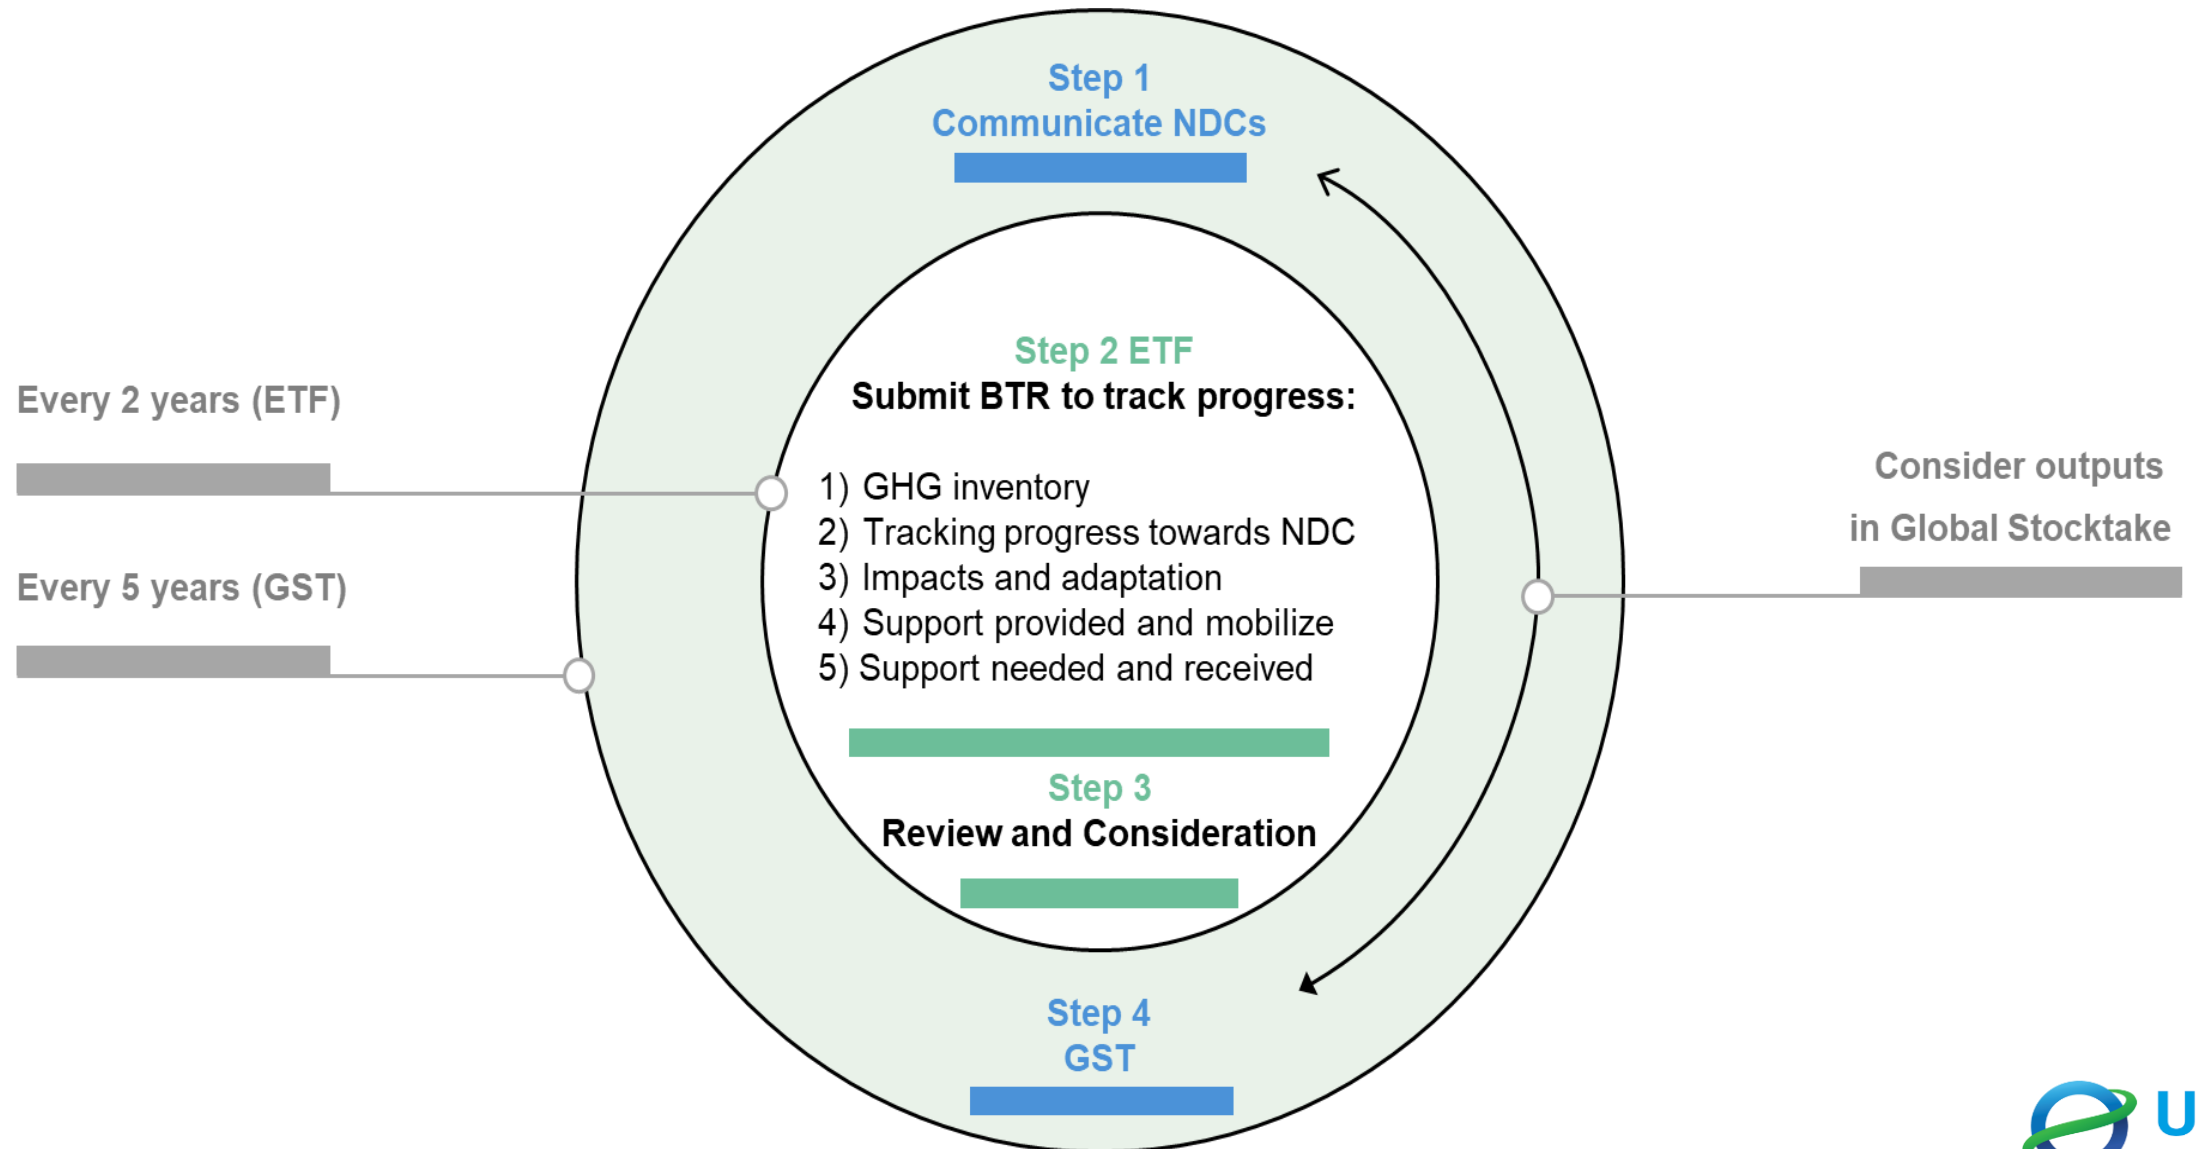 Step 1
Communicate NDCs
Step 2 ETF
Submit BTR to track progress:
1) GHG inventory
2) Tracking progress towards NDC
3) Impacts and adaptation
4) Support provided and mobilize
5) Support needed and received
Step 3
Review and Consideration
Step 4
GST
Every 2 years (ETF)
Every 5 years (GST)
Consider outputs
in Global Stocktake
U